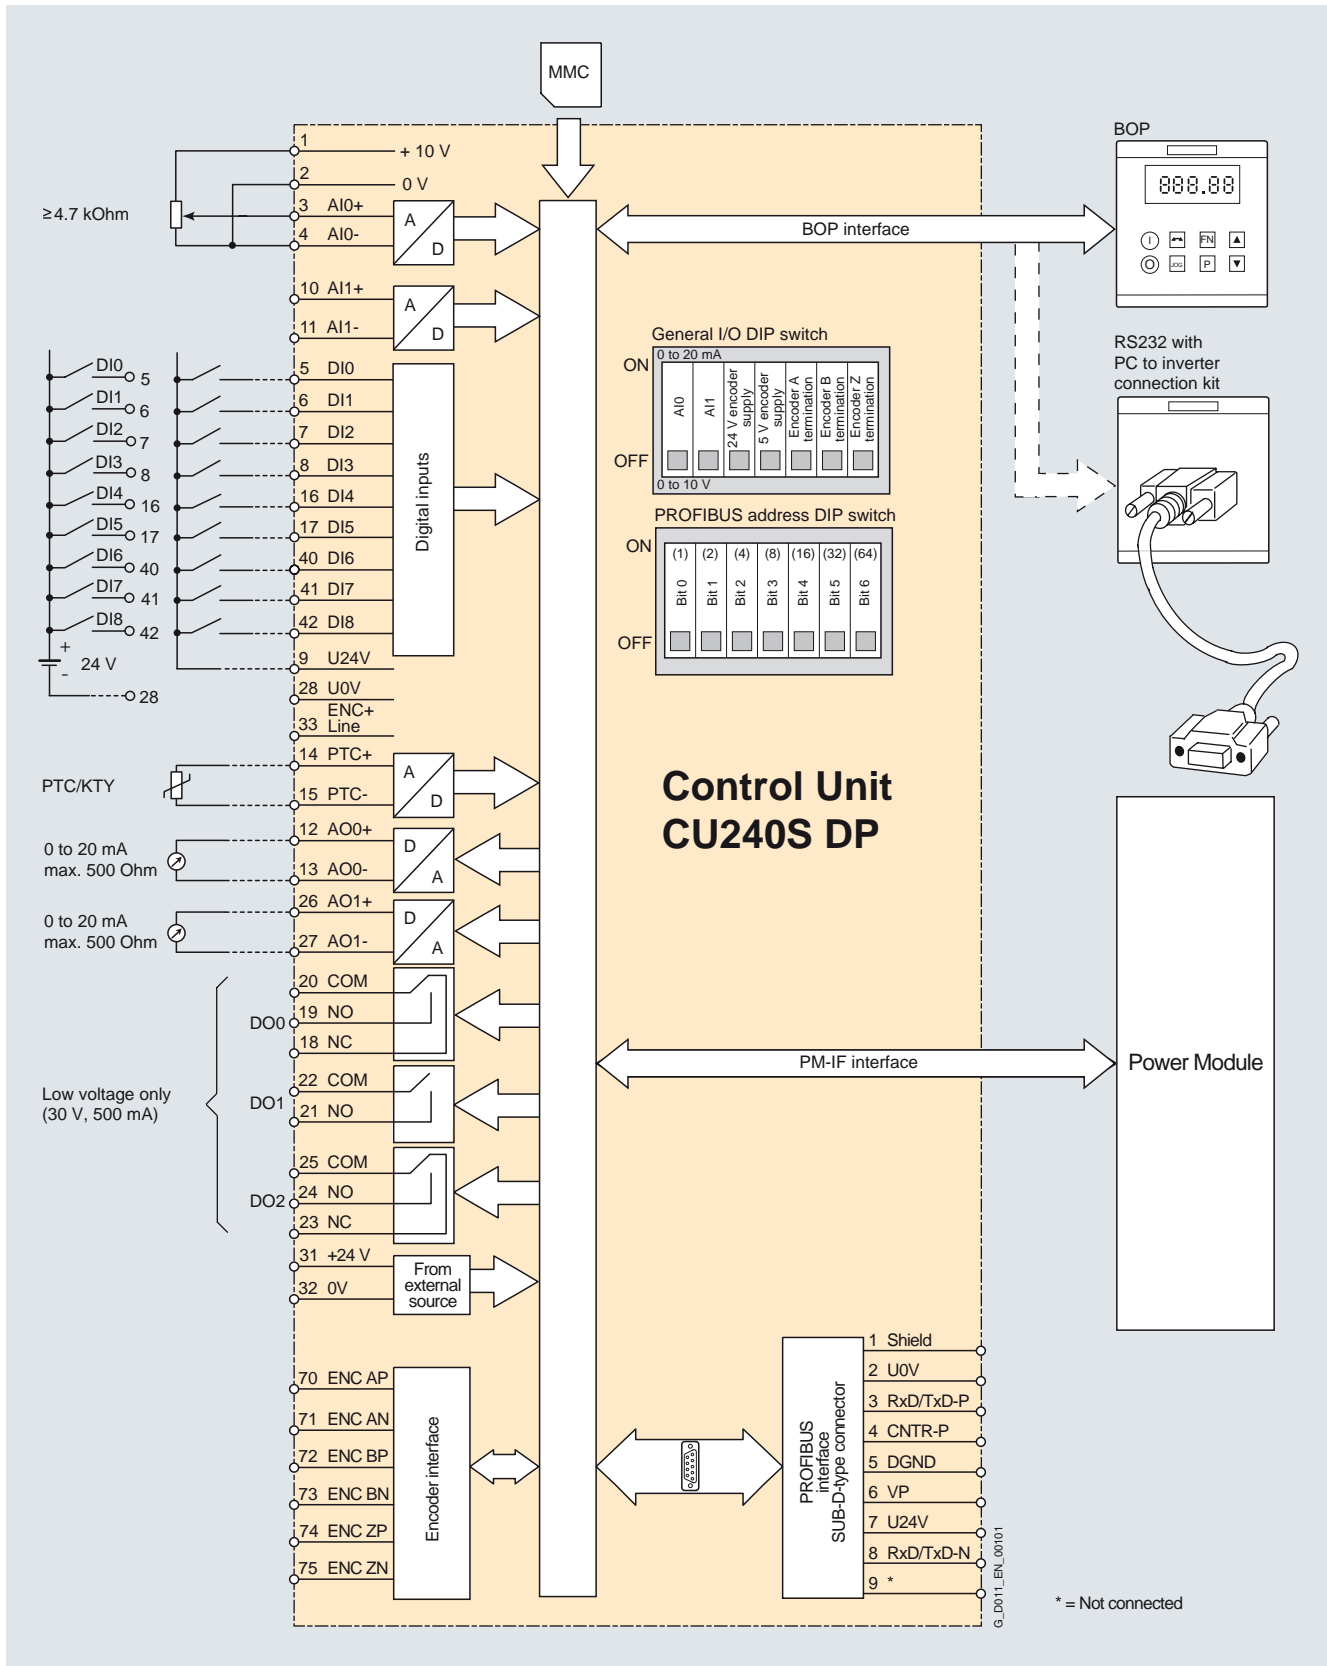 MMC
1
+ 10 V
2
0 V
≥4.7 kOhm
3 AI0+
4 AI0-
A
D
10 AI1+
11 AI1-
A
D
BOP interface
BOP
888.88
I
FN
O
JOG
P
RS232 with
PC to inverter
connection kit
General I/O DIP switch
ON
0 to 20 mA
AI0
AI1
24 V encoder
supply
5 V encoder
supply
Encoder A
termination
Encoder B
termination
Encoder Z
termination
OFF
0 to 10 V
PROFIBUS address DIP switch
ON
(1) (2) (4) (8) (16) (32) (64)
Bit 0
Bit 1
Bit 2
Bit 3
Bit 4
Bit 5
Bit 6
OFF
DI0 5
DI1 6
DI2 7
DI3 8
DI4 16
DI5 17
DI6 40
DI7 41
DI8 42
+
24 V
-
28
5 DI0
6 DI1
7 DI2
8 DI3
16 DI4
17 DI5
40 DI6
41 DI7
42 DI8
Digital inputs
9 U24V
28 U0V
ENC+
33 Line
PTC/KTY
14 PTC+
15 PTC-
A
D
Control Unit
CU240S DP
0 to 20 mA
max. 500 Ohm
12 AO0+
13 AO0-
D
A
0 to 20 mA
max. 500 Ohm
26 AO1+
27 AO1-
D
A
20 COM
DO0
19 NO
18 NC
Low voltage only
(30 V, 500 mA)
22 COM
DO1
21 NO
25 COM
DO2
24 NO
23 NC
PM-IF interface
Power Module
31 +24 V
32 0V
From
external
source
70 ENC AP
71 ENC AN
72 ENC BP
73 ENC BN
74 ENC ZP
75 ENC ZN
Encoder interface
PROFIBUS
interface
SUB-D-type connector
1 Shield
2 U0V
3 RxD/TxD-P
4 CNTR-P
5 DGND
6 VP
7 U24V
8 RxD/TxD-N
9 *
G_D011_EN_00101
* = Not connected